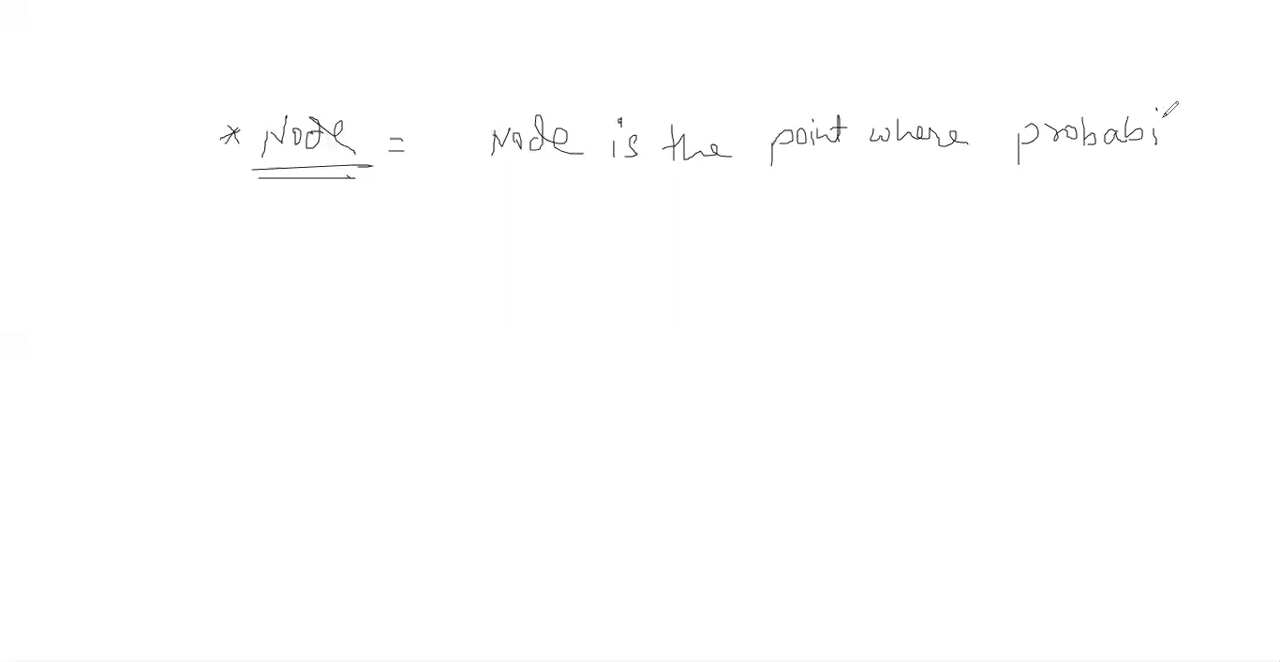 * Node = Node is the point where probabi